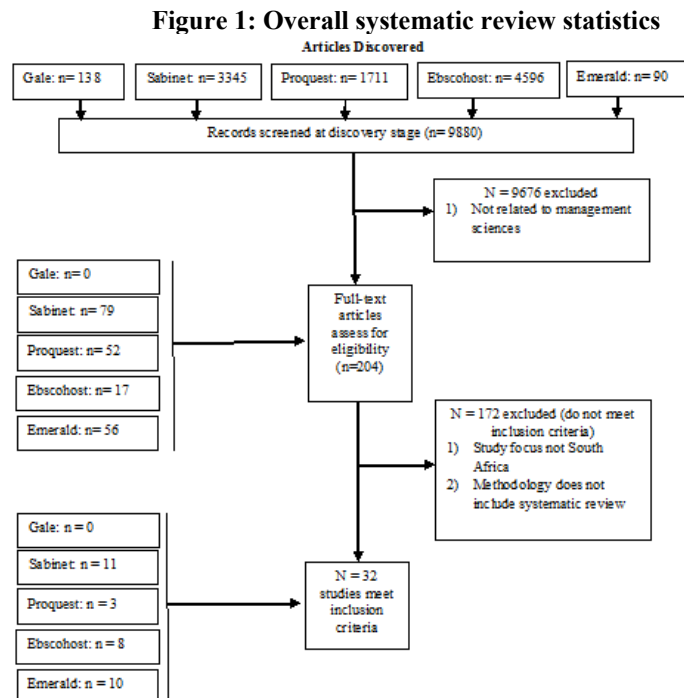 Figure 1: Overall systematic review statistics
Articles Discovered
Gale: n= 138
Sabinet: n= 3345
Proquest: n= 1711
Ebscohost: n= 4596
Emerald: n= 90
Records screened at discovery stage (n= 9880)
N = 9676 excluded
1) Not related to management
sciences
Gale: n= 0
Sabinet: n= 79
Proquest: n= 52
Ebscohost: n= 17
Emerald: n= 56
Full-text
articles
assess for
eligibility
(n=204)
N = 172 excluded (do not meet
inclusion criteria)
1) Study focus not South
Africa
2) Methodology does not
include systematic review
Gale: n = 0
Sabinet: n = 11
Proquest: n = 3
Ebscohost: n = 8
Emerald: n = 10
N = 32
studies meet
inclusion
criteria